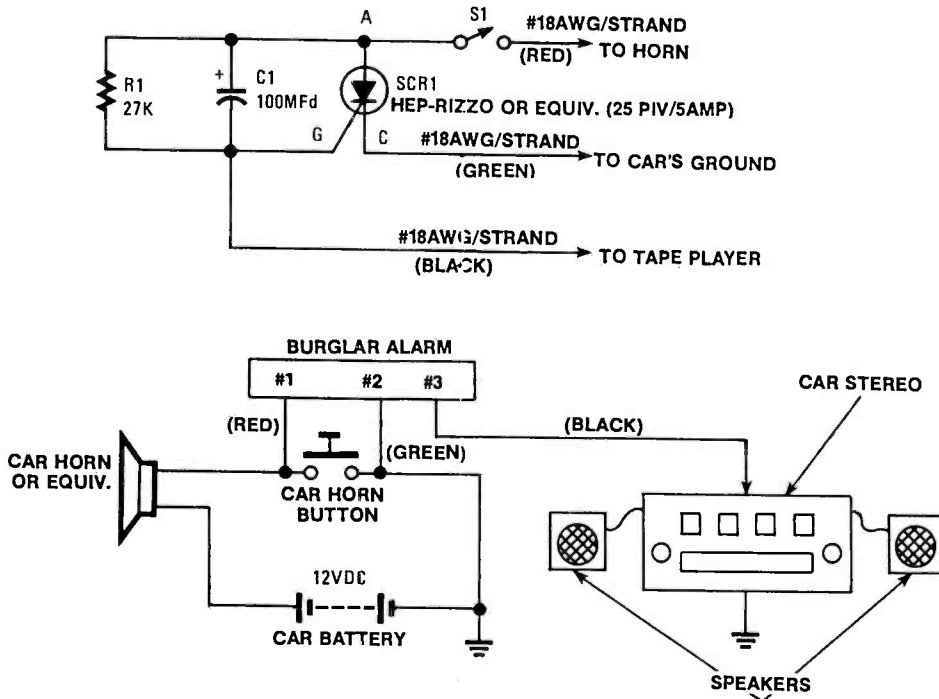 A
S1
#18AWG/STRAND
(RED)
TO HORN
R1
27K
+
C1
100MFd
SCR1
HEP-RIZZO OR EQUIV. (25 PIV/5AMP)
G
C
#18AWG/STRAND
(GREEN)
TO CAR'S GROUND
#18AWG/STRAND
(BLACK)
TO TAPE PLAYER
BURGLAR ALARM
#1 #2 #3
(RED)
(GREEN)
(BLACK)
CAR STEREO
CAR HORN
OR EQUIV.
CAR HORN
BUTTON
12VDC
CAR BATTERY
SPEAKERS